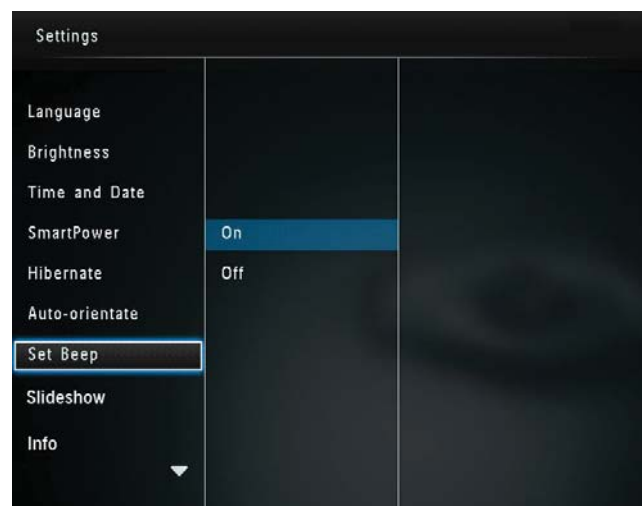 Settings
Language
Brightness
Time and Date
SmartPower
Hibernate
Auto-orientate
Set Beep
Slideshow
Info
On
Off